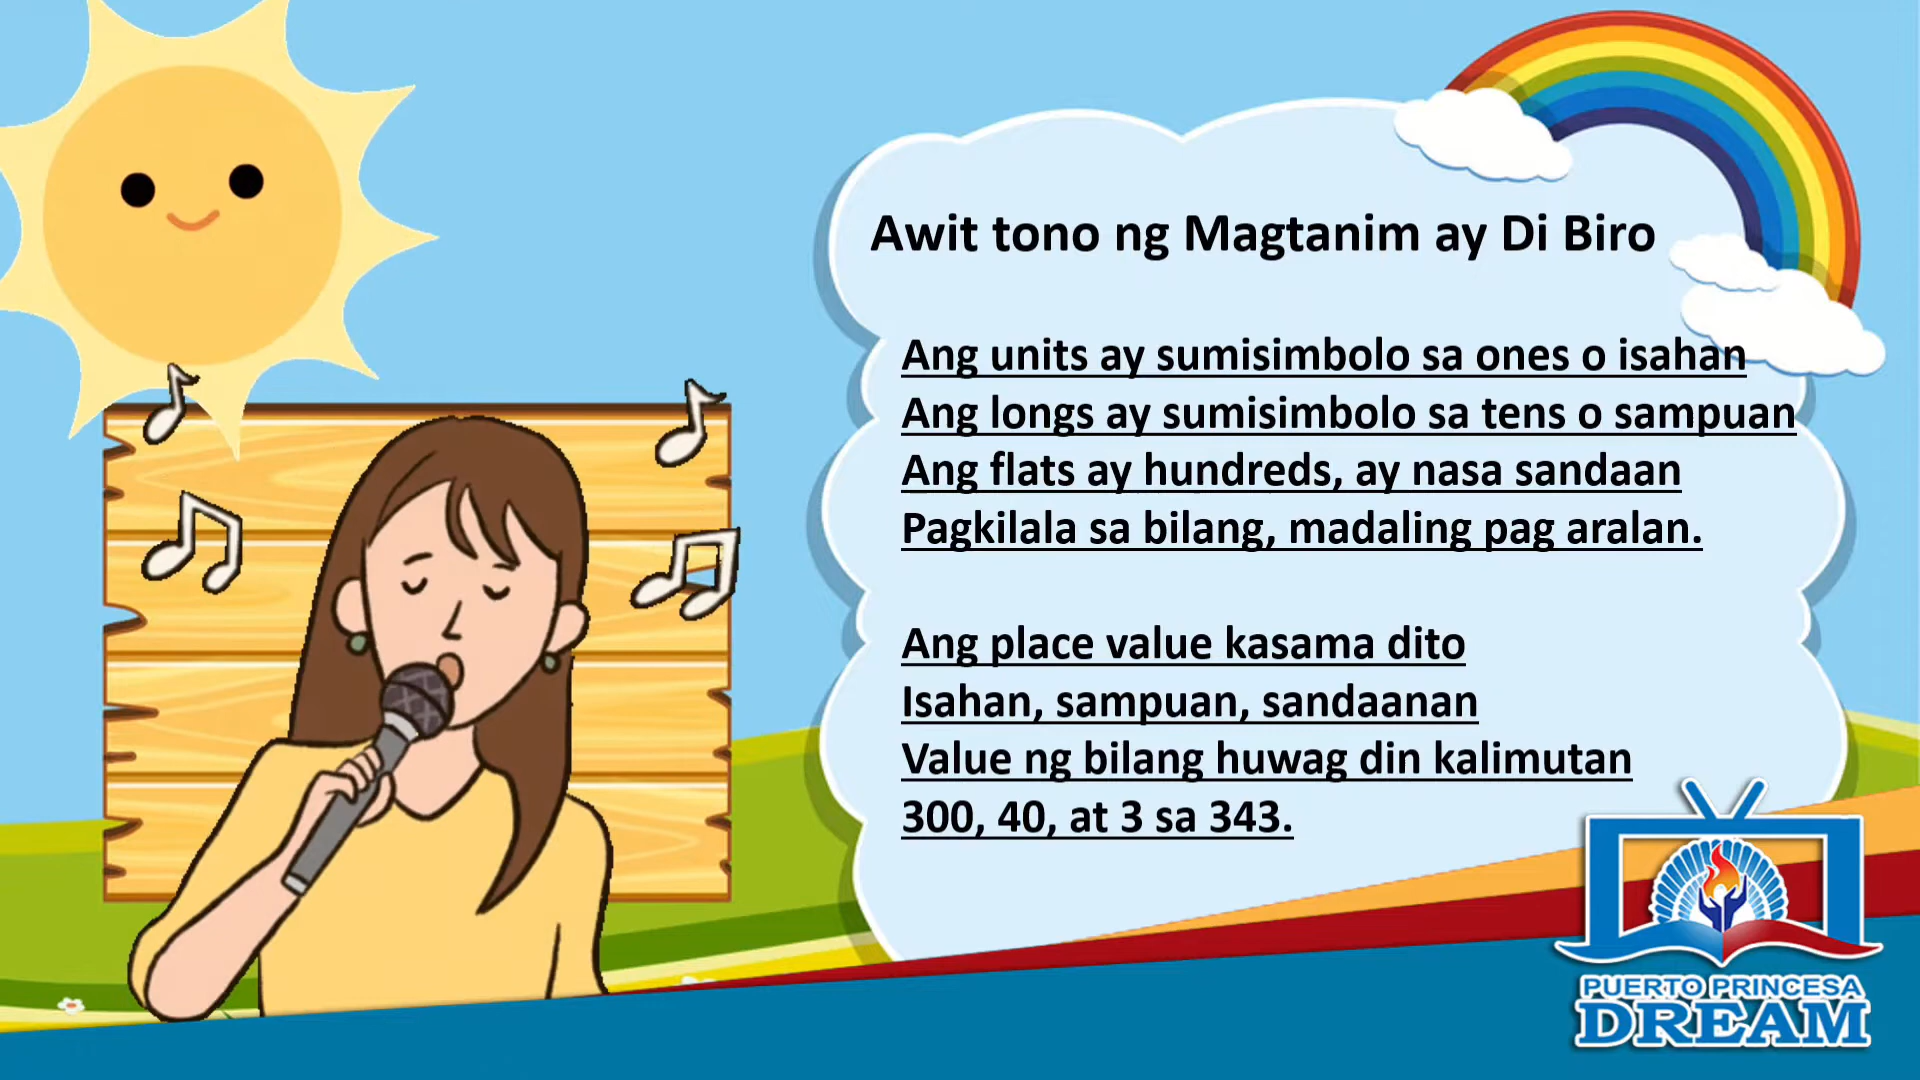 Awit tono ng Magtanim ay Di Biro
Ang units ay sumisimbolo sa ones o isahan
Ang longs ay sumisimbolo sa tens o sampuan
Ang flats ay hundreds, ay nasa sandaan
Pagkilala sa bilang, madaling pag aralan.
Ang place value kasama dito
Isahan, sampuan, sandaanan
Value ng bilang huwag din kalimutan
300, 40, at 3 sa 343.
PUERTO PRINCESA
DREAM